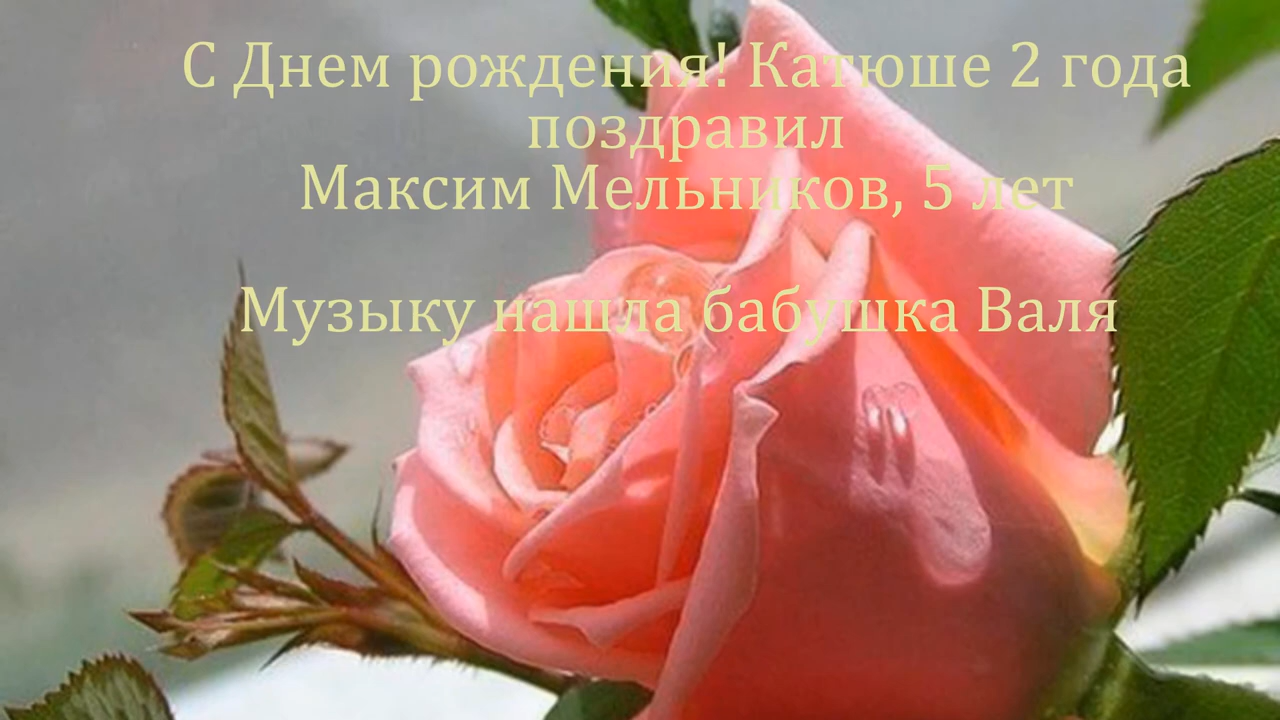 С Днем рождения! Катюше 2 года
поздравил
Максим Мельников, 5 лет
Музыку нашла бабушка Валя